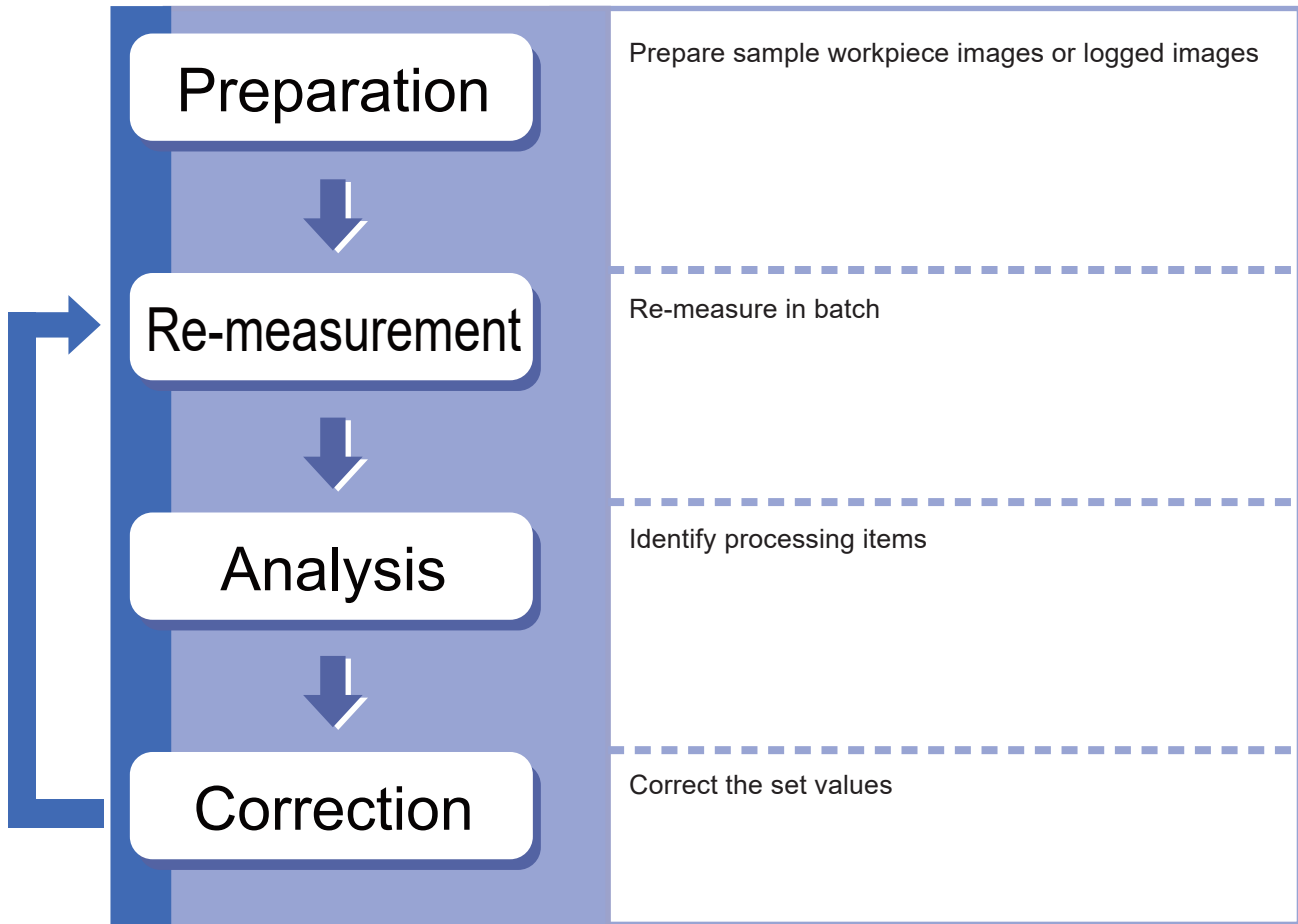 Preparation
Prepare sample workpiece images or logged images
Re-measurement
Re-measure in batch
Analysis
Identify processing items
Correction
Correct the set values